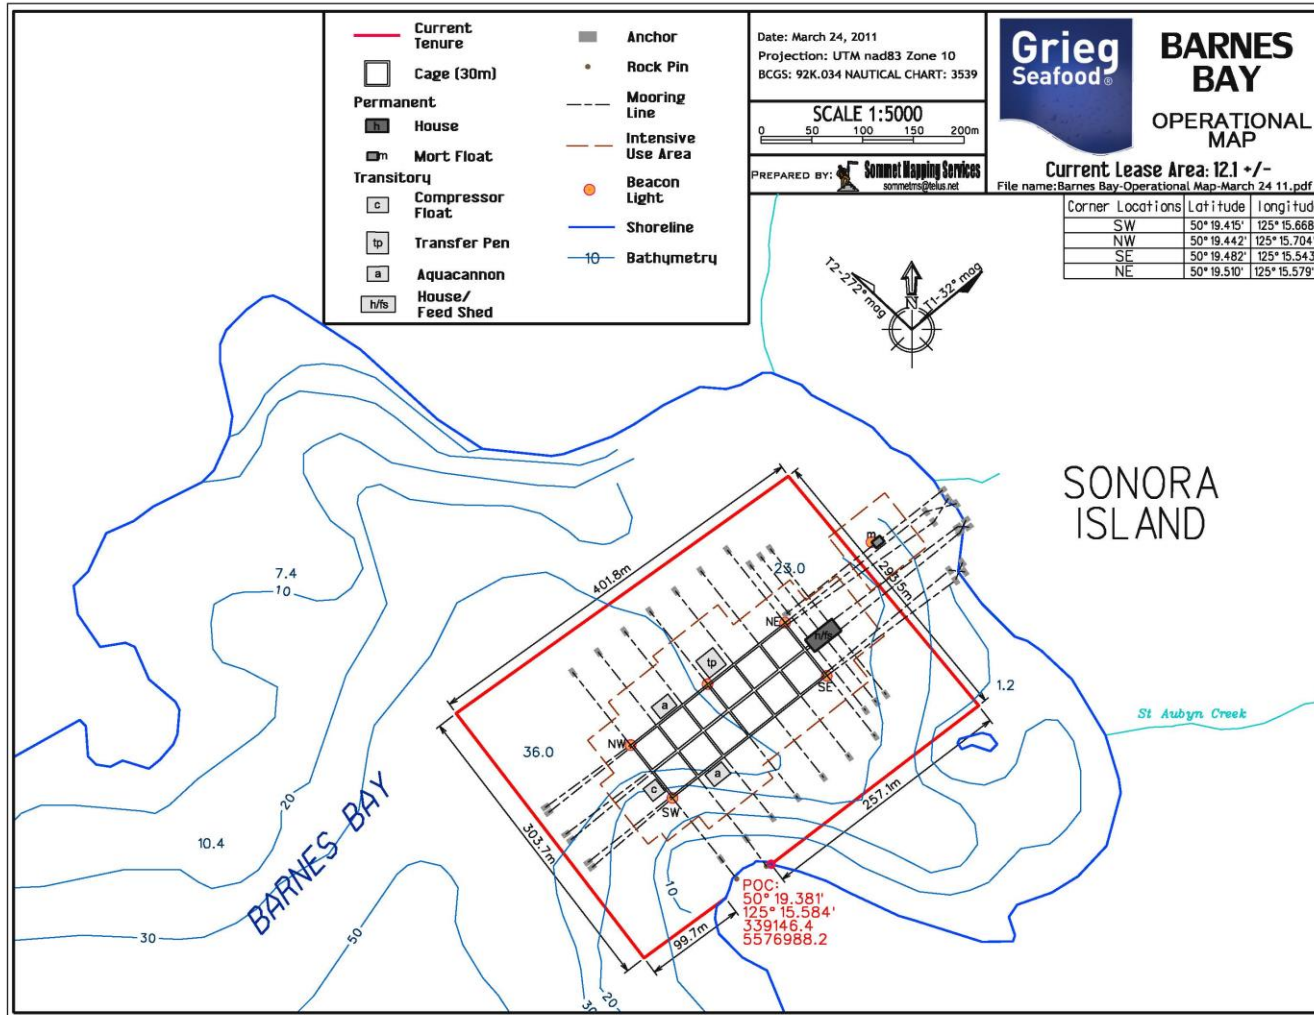 Current
Tenure
Cage (30m)
Permanent
h House
m Mort Float
Transitory
c Compressor
Float
tp Transfer Pen
a Aquacannon
h/fs House/
Feed Shed
Anchor
Rock Pin
Mooring
Line
Intensive
Use Area
Beacon
Light
Shoreline
10 Bathymetry
Date: March 24, 2011
Projection: UTM nad83 Zone 10
BCGS: 92K.034 NAUTICAL CHART: 3539
SCALE 1:5000
0 50 100 150 200m
PREPARED BY: Sommet Mapping Services
sommetms@telus.net
Grieg
Seafood®
BARNES
BAY
OPERATIONAL
MAP
Current Lease Area: 12.1 +/-
File name:Barnes Bay-Operational Map-March 24 11.pdf
Corner Locations Latitude longitud
SW 50° 19.415' 125° 15.668
NW 50° 19.442' 125° 15.704
SE 50° 19.482' 125° 15.543
NE 50° 19.510' 125° 15.579
T2-272° mag
N
T1-32° mag
SONORA
ISLAND
7.4
10
401.8m
23.0
m
293.5m
NE
h/fs
tp
SE
1.2
St Aubyn Creek
a
NW
36.0
a
c
SW
257.1m
20
10.4
303.7m
BARNES BAY
10
POC:
50° 19.381'
125° 15.584'
339146.4
5576988.2
99.7m
30
50
20
30